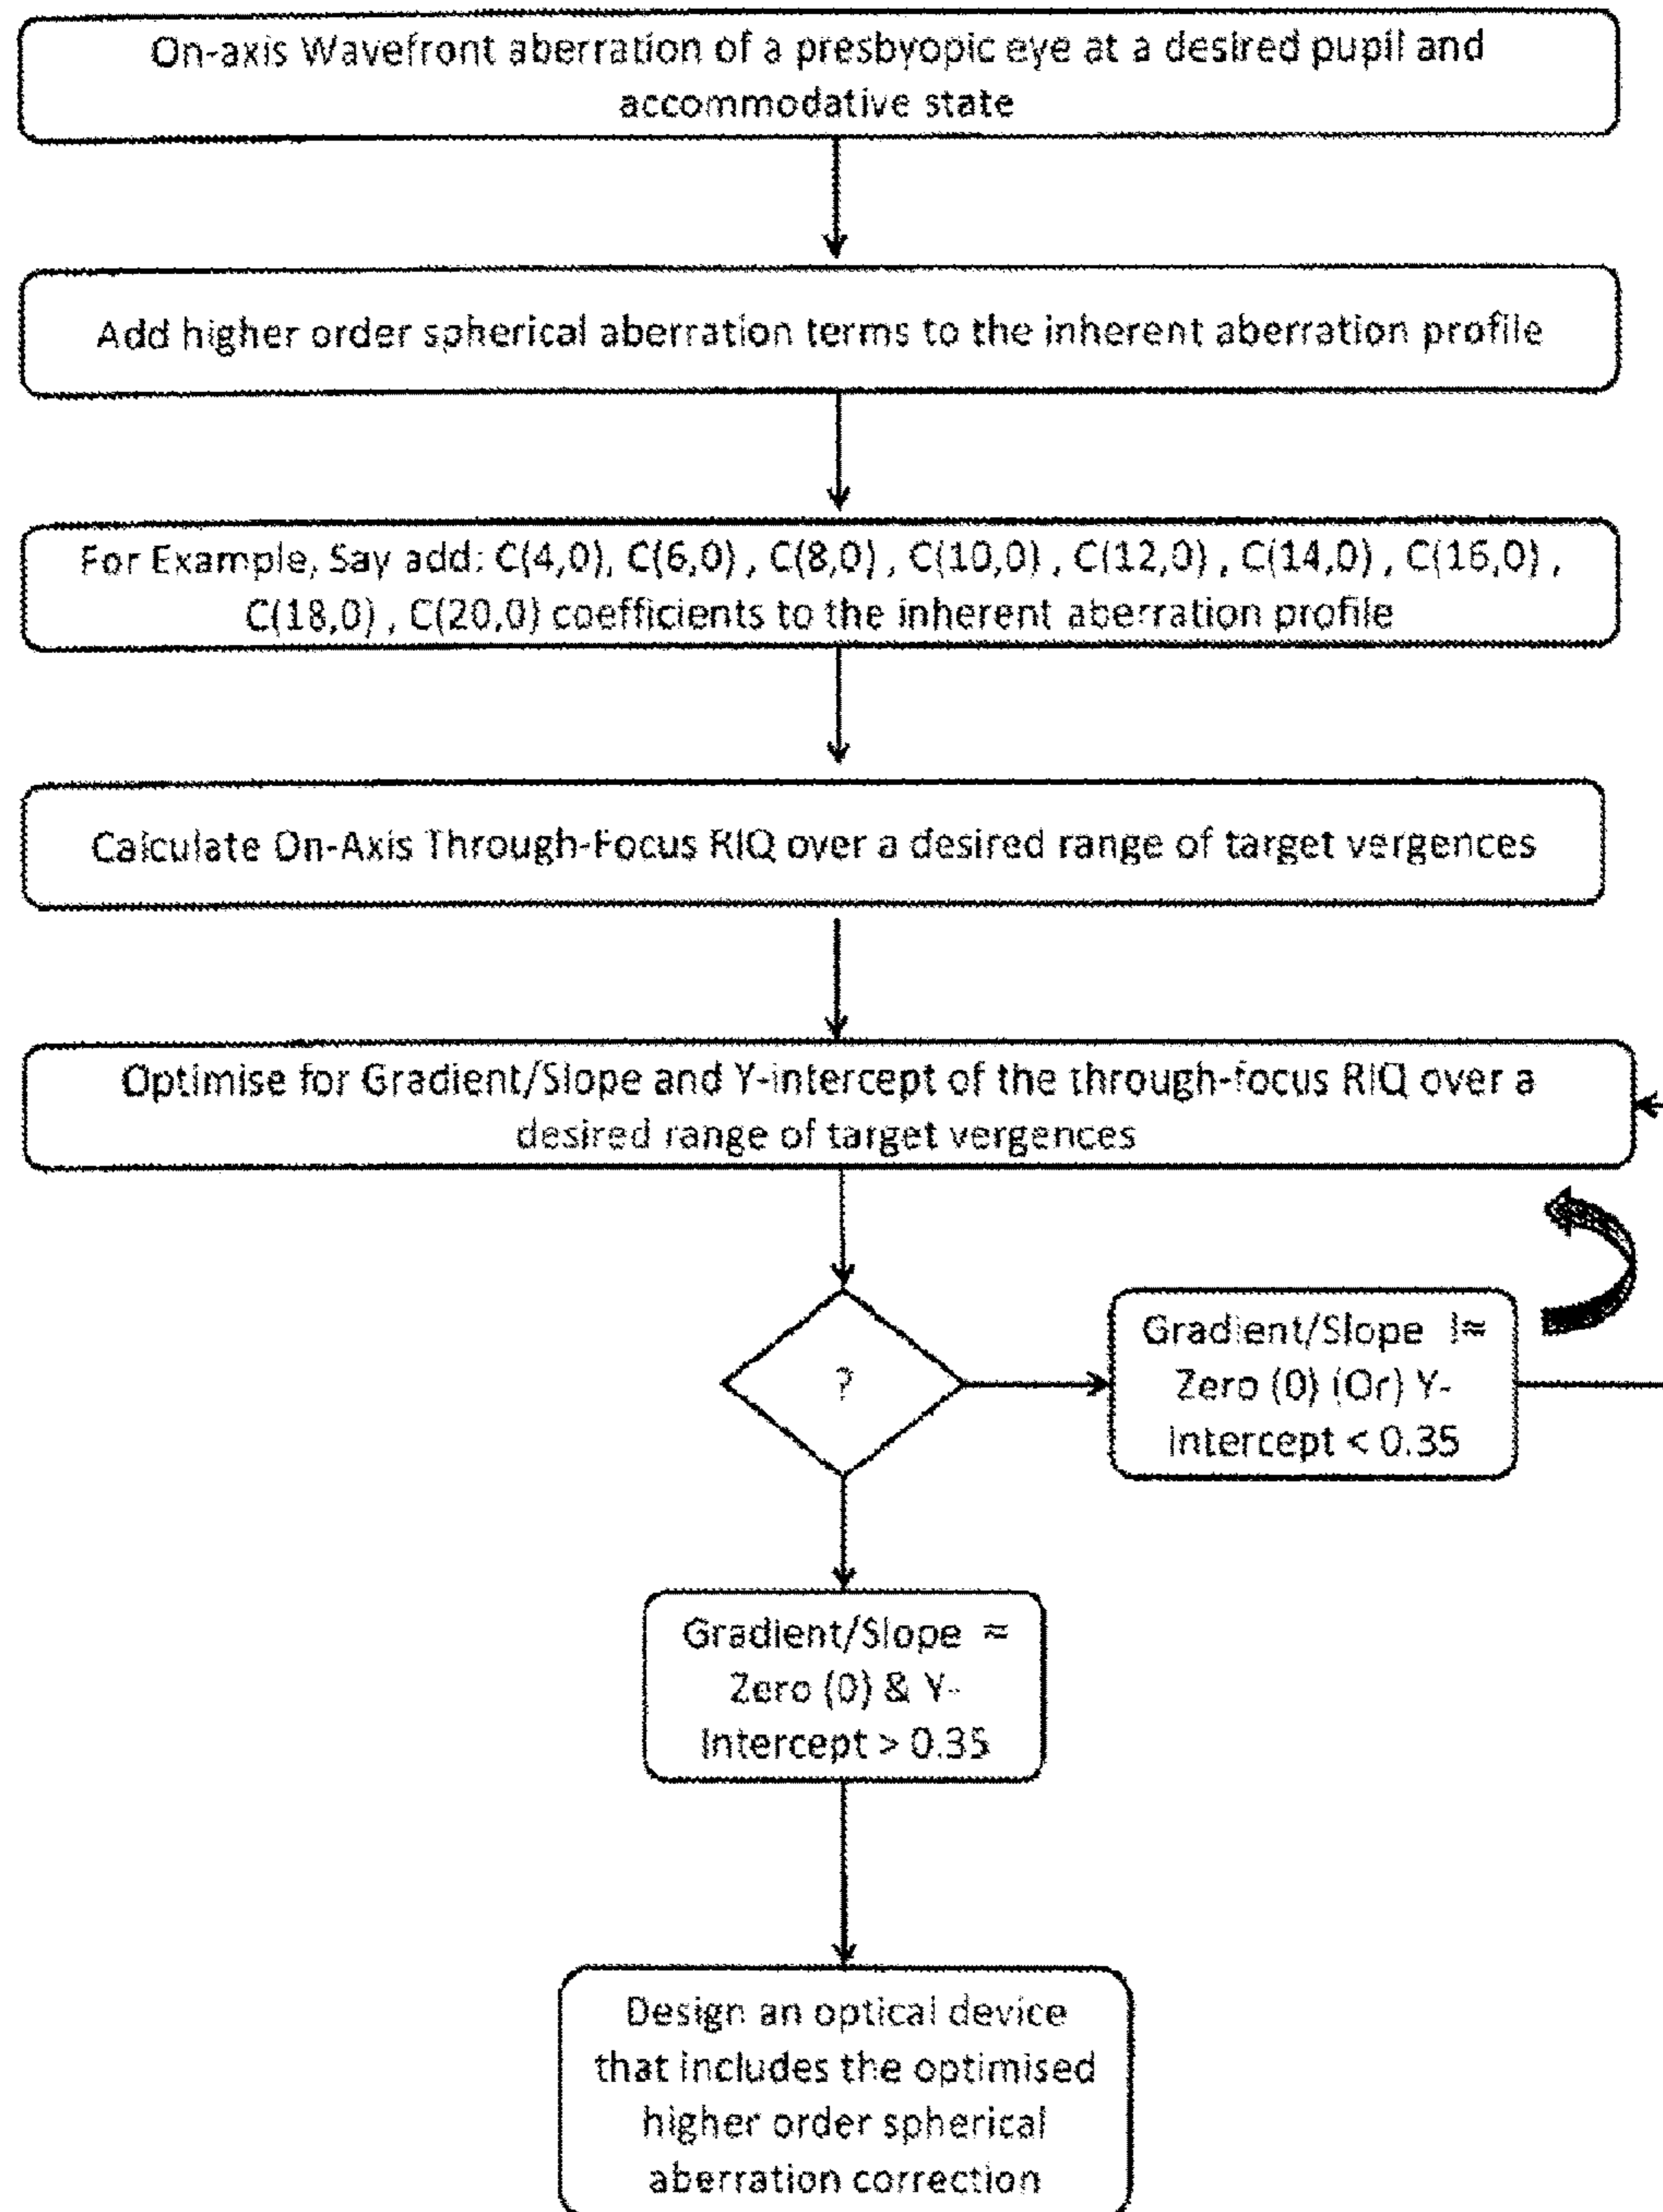 On-axis Wavefront aberration of a presbyopic eye at a desired pupil and
accommodative state
Add higher order spherical aberration terms to the inherent aberration profile
For Example, Say add: C(4,0), C(6,0) , C(8,0) , C(10,0) , C(12,0) , C(14,0) , C(16,0) ,
C(18,0) , C(20,0) coefficients to the inherent aberration profile
Calculate On-Axis Through-Focus RIQ over a desired range of target vergences
Optimise for Gradient/Slope and Y-intercept of the through-focus RIQ over a
desired range of target vergences
?
Gradient/Slope !≈
Zero (0) (Or) Y-
Intercept < 0.35
Gradient/Slope ≈
Zero (0) & Y-
Intercept > 0.35
Design an optical device
that includes the optimised
higher order spherical
aberration correction